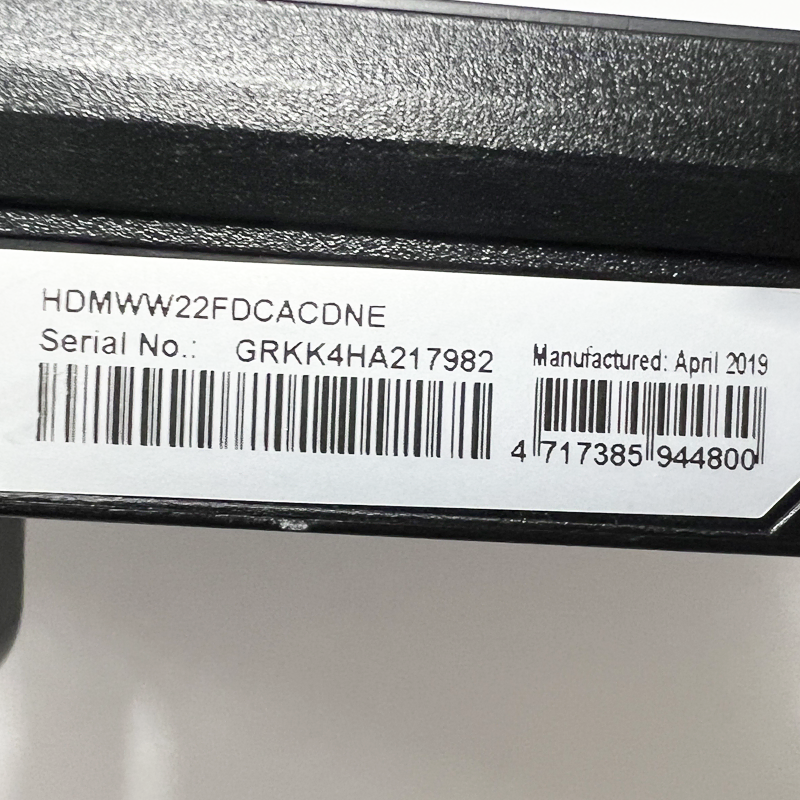 HDMWW22FDCACDNE
Serial No.: GRKK4HA217982
Manufactured: April 2019
4 717385 944800